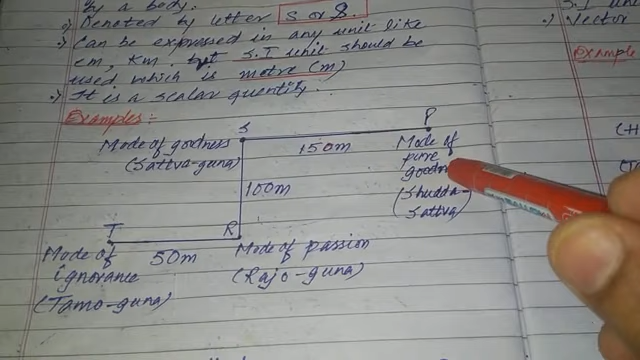 by a body.
•) Denoted by letter S or S.
•) Can be expressed in any unit like
cm, Km. but S.I unit should be
used which is metre (m)
•) It is a scalar quantity.
Examples:-
S P
Mode of goodness 150m Mode of
(Sattva-guna) pure
goodn
100m (Shudda-
Sattva)
T R
Mode of 50m Mode of passion
ignorance (Rajo-guna)
(Tamo-guna)
S.I un
•) Vector
Example
(H